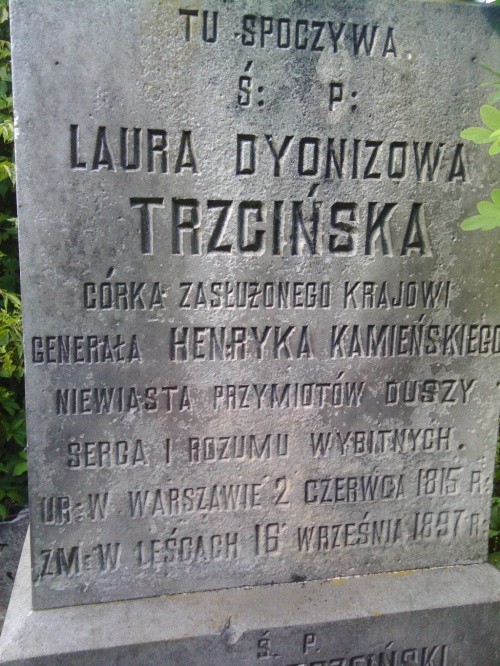 TU SPOCZYWA.
Ś: P:
LAURA DYONIZOWA
TRZCIŃSKA
CÓRKA ZASŁUŻONEGO KRAJOWI
GENERAŁA HENRYKA KAMIEŃSKIEGO
NIEWIASTA PRZYMIOTÓW DUSZY
SERCA I ROZUMU WYBITNYCH.
UR: W WARSZAWIE 2 CZERWCA 1815 R:
ZM: W LEŚCACH 16 WRZEŚNIA 1897 R:
Ś. P.